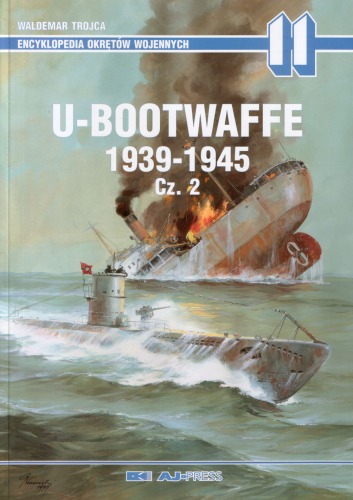 WALDEMAR TROJCA
ENCYKLOPEDIA OKRĘTÓW WOJENNYCH
11
U-BOOTWAFFE
1939-1945
Cz. 2
AJ-PRESS